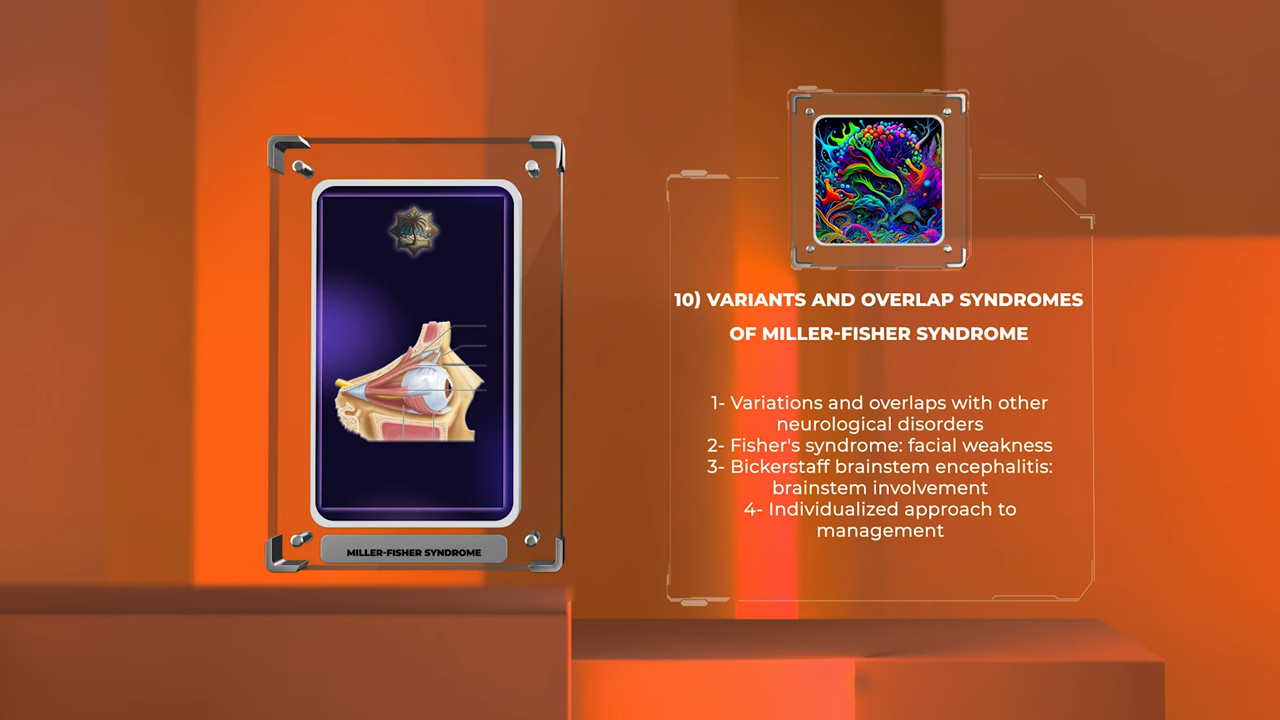 10) VARIANTS AND OVERLAP SYNDROMES
OF MILLER-FISHER SYNDROME
1- Variations and overlaps with other
neurological disorders
2- Fisher's syndrome: facial weakness
3- Bickerstaff brainstem encephalitis:
brainstem involvement
4- Individualized approach to
management
MILLER-FISHER SYNDROME